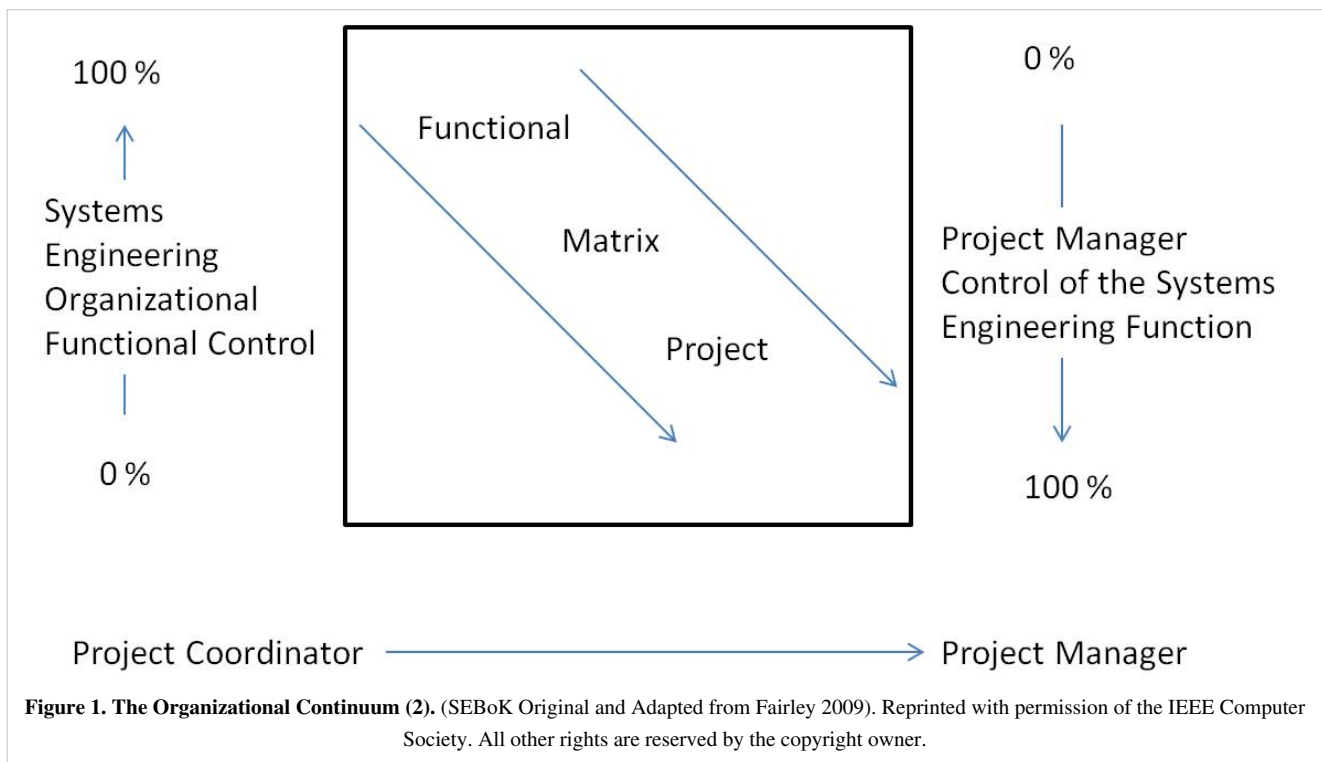 100 %
0 %
Functional
Systems
Engineering
Organizational
Functional Control
Matrix
Project Manager
Control of the Systems
Engineering Function
Project
0 %
100 %
Project Coordinator
Project Manager
Figure 1. The Organizational Continuum (2). (SEBoK Original and Adapted from Fairley 2009). Reprinted with permission of the IEEE Computer
Society. All other rights are reserved by the copyright owner.